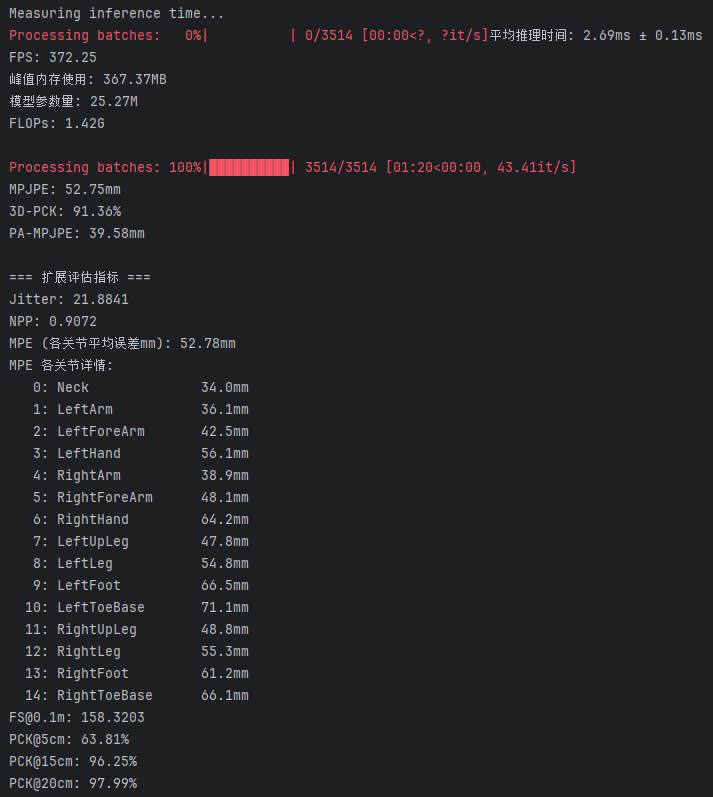 Measuring inference time...
Processing batches:   0%|          | 0/3514 [00:00<?, ?it/s]平均推理时间: 2.69ms ± 0.13ms
FPS: 372.25
峰值内存使用: 367.37MB
模型参数量: 25.27M
FLOPs: 1.42G
Processing batches: 100%|██████████| 3514/3514 [01:20<00:00, 43.41it/s]
MPJPE: 52.75mm
3D-PCK: 91.36%
PA-MPJPE: 39.58mm
=== 扩展评估指标 ===
Jitter: 21.8841
NPP: 0.9072
MPE (各关节平均误差mm): 52.78mm
MPE 各关节详情:
0: Neck 34.0mm
1: LeftArm 36.1mm
2: LeftForeArm 42.5mm
3: LeftHand 56.1mm
4: RightArm 38.9mm
5: RightForeArm 48.1mm
6: RightHand 64.2mm
7: LeftUpLeg 47.8mm
8: LeftLeg 54.8mm
9: LeftFoot 66.5mm
10: LeftToeBase 71.1mm
11: RightUpLeg 48.8mm
12: RightLeg 55.3mm
13: RightFoot 61.2mm
14: RightToeBase 66.1mm
FS@0.1m: 158.3203
PCK@5cm: 63.81%
PCK@15cm: 96.25%
PCK@20cm: 97.99%